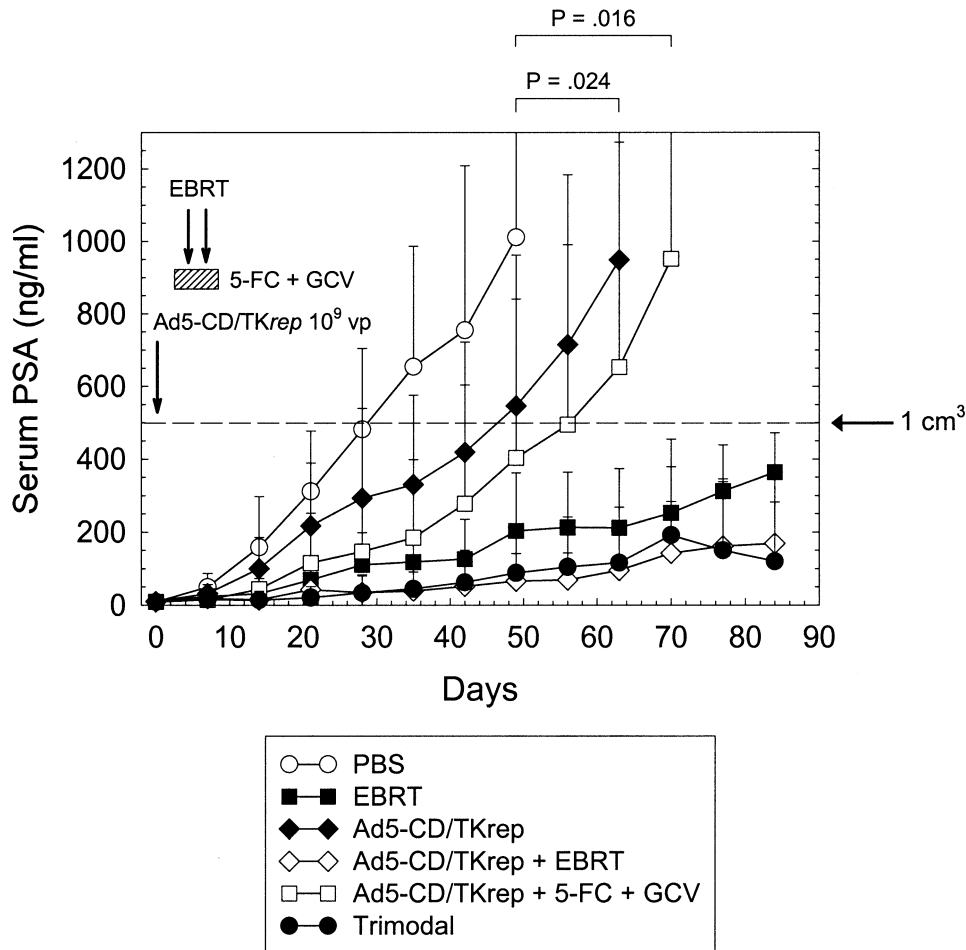 P = .016
P = .024
Serum PSA (ng/ml)
1200
1000
800
600
400
200
0
EBRT
5-FC + GCV
Ad5-CD/TKrep 10⁹ vp
1 cm³
0 10 20 30 40 50 60 70 80 90
Days
PBS
EBRT
Ad5-CD/TKrep
Ad5-CD/TKrep + EBRT
Ad5-CD/TKrep + 5-FC + GCV
Trimodal